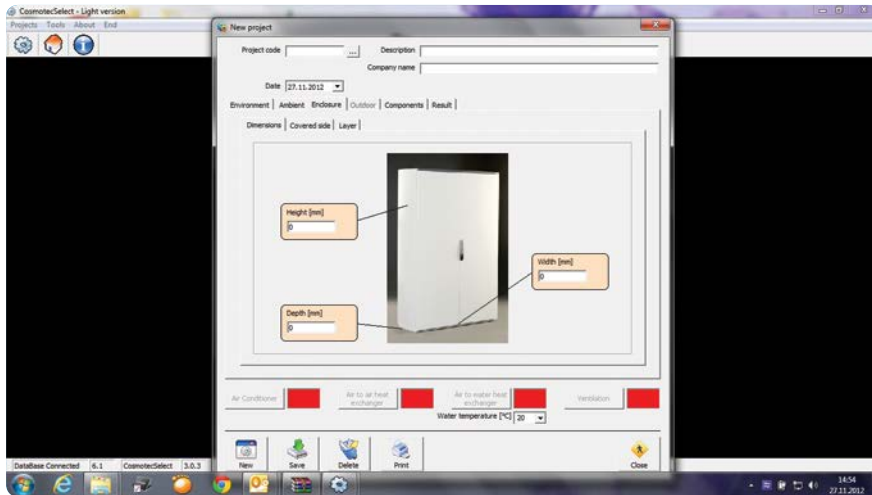 CosmotecSelect - Light version
Projects Tools About End
New project
Project code ... Description
Company name
Date 27.11.2012
Environment Ambient Enclosure Outdoor Components Result
Dimensions Covered side Layer
Height [mm]
0
Width [mm]
0
Depth [mm]
0
Air Conditioner
Air to air heat
exchanger
Air to water heat
exchanger
Ventilation
Water temperature [°C] 20
New Save Delete Print Close
DataBase Connected 6.1 CosmotecSelect 3.0.3
14:54
27.11.2012